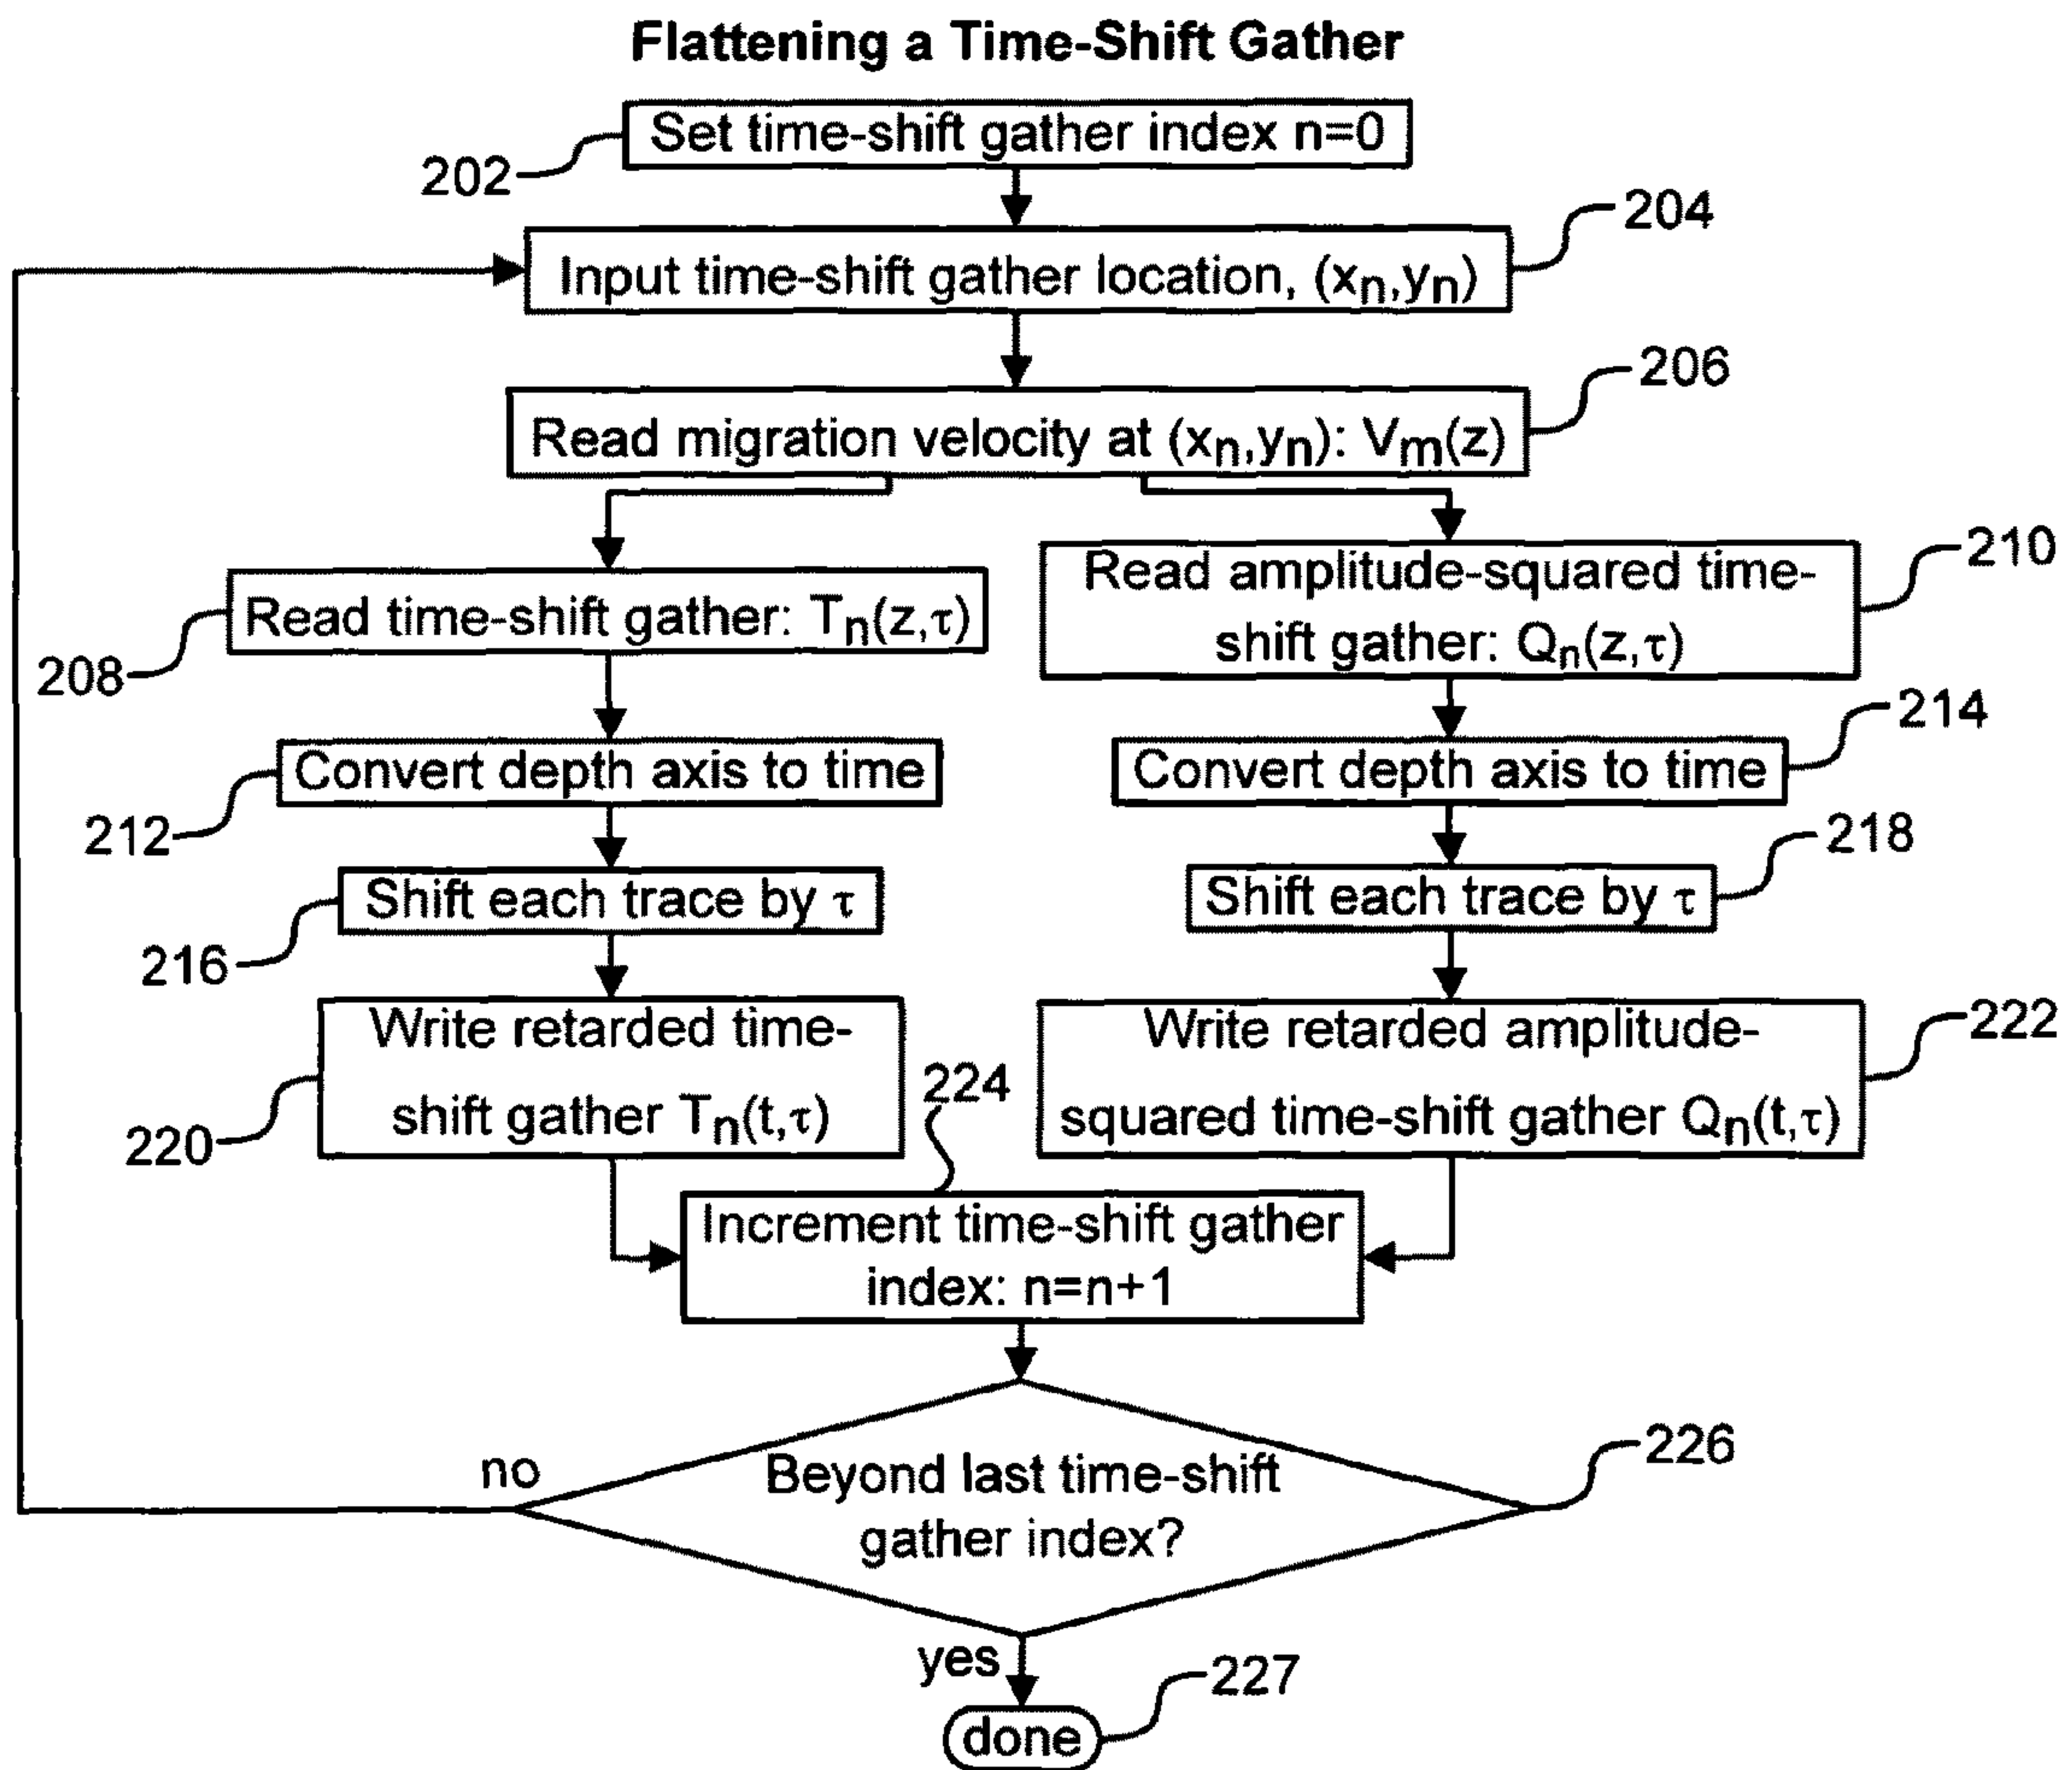 Flattening a Time-Shift Gather
Set time-shift gather index n=0
202
204
Input time-shift gather location, (xn,yn)
206
Read migration velocity at (xn,yn): Vm(z)
210
Read time-shift gather: Tn(z,τ)
208
Read amplitude-squared time-
shift gather: Qn(z,τ)
214
Convert depth axis to time
212
Convert depth axis to time
218
Shift each trace by τ
216
Shift each trace by τ
Write retarded time-
shift gather Tn(t,τ)
220
222
Write retarded amplitude-
squared time-shift gather Qn(t,τ)
224
Increment time-shift gather
index: n=n+1
no
Beyond last time-shift
gather index?
226
yes
227
done